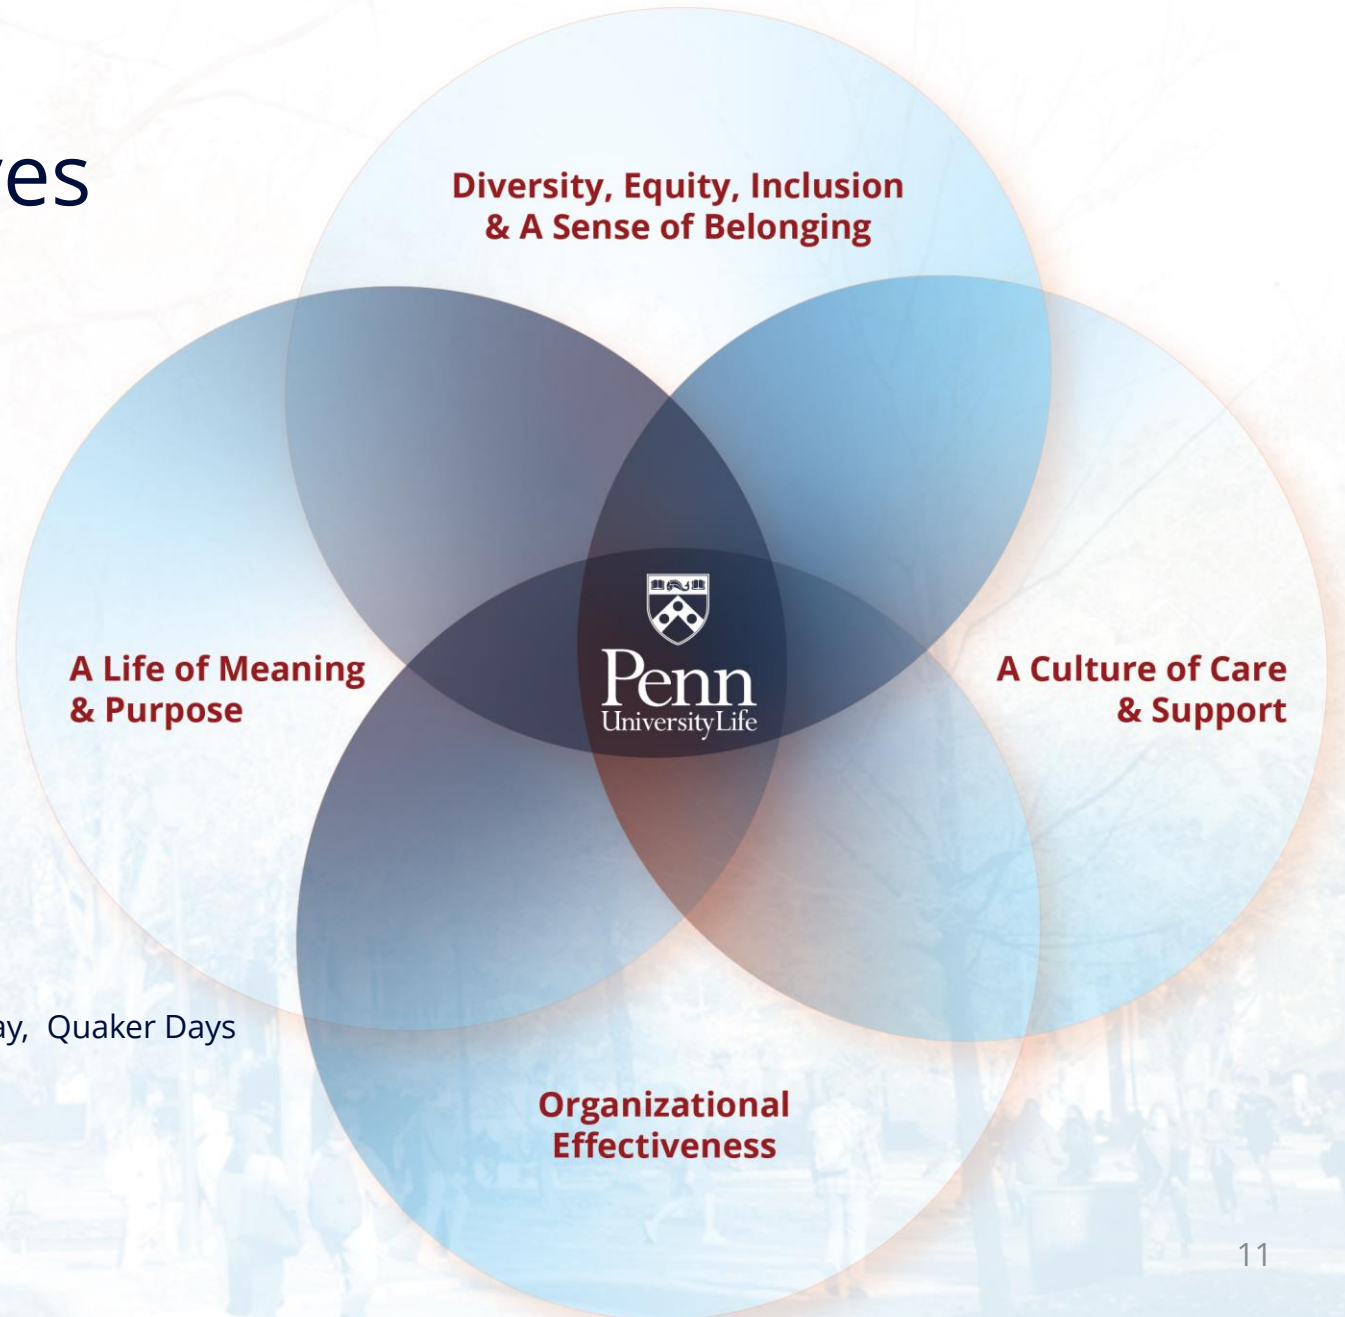 ves
Diversity, Equity, Inclusion
& A Sense of Belonging
Penn
University Life
A Life of Meaning
& Purpose
A Culture of Care
& Support
ay, Quaker Days
Organizational
Effectiveness
11